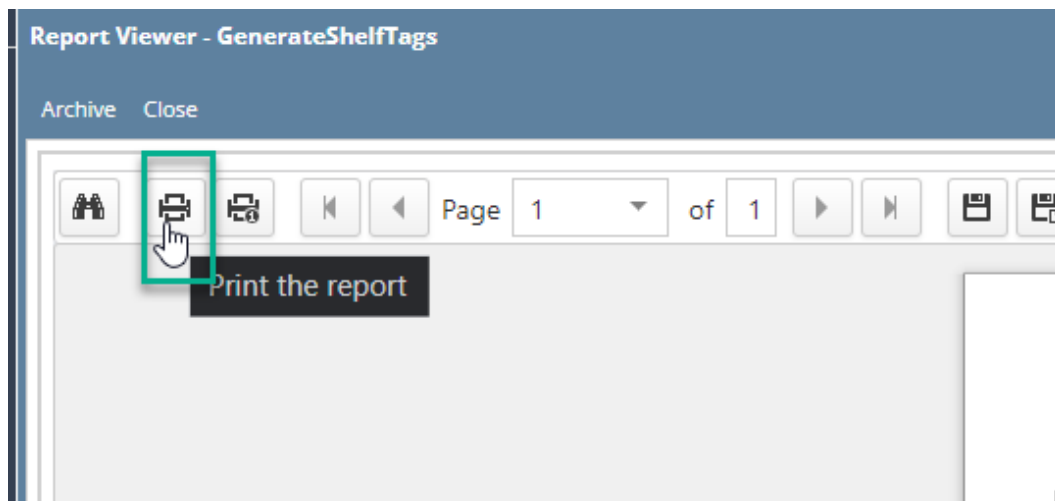 Report Viewer - GenerateShelfTags
Archive Close
Page 1 of 1
Print the report